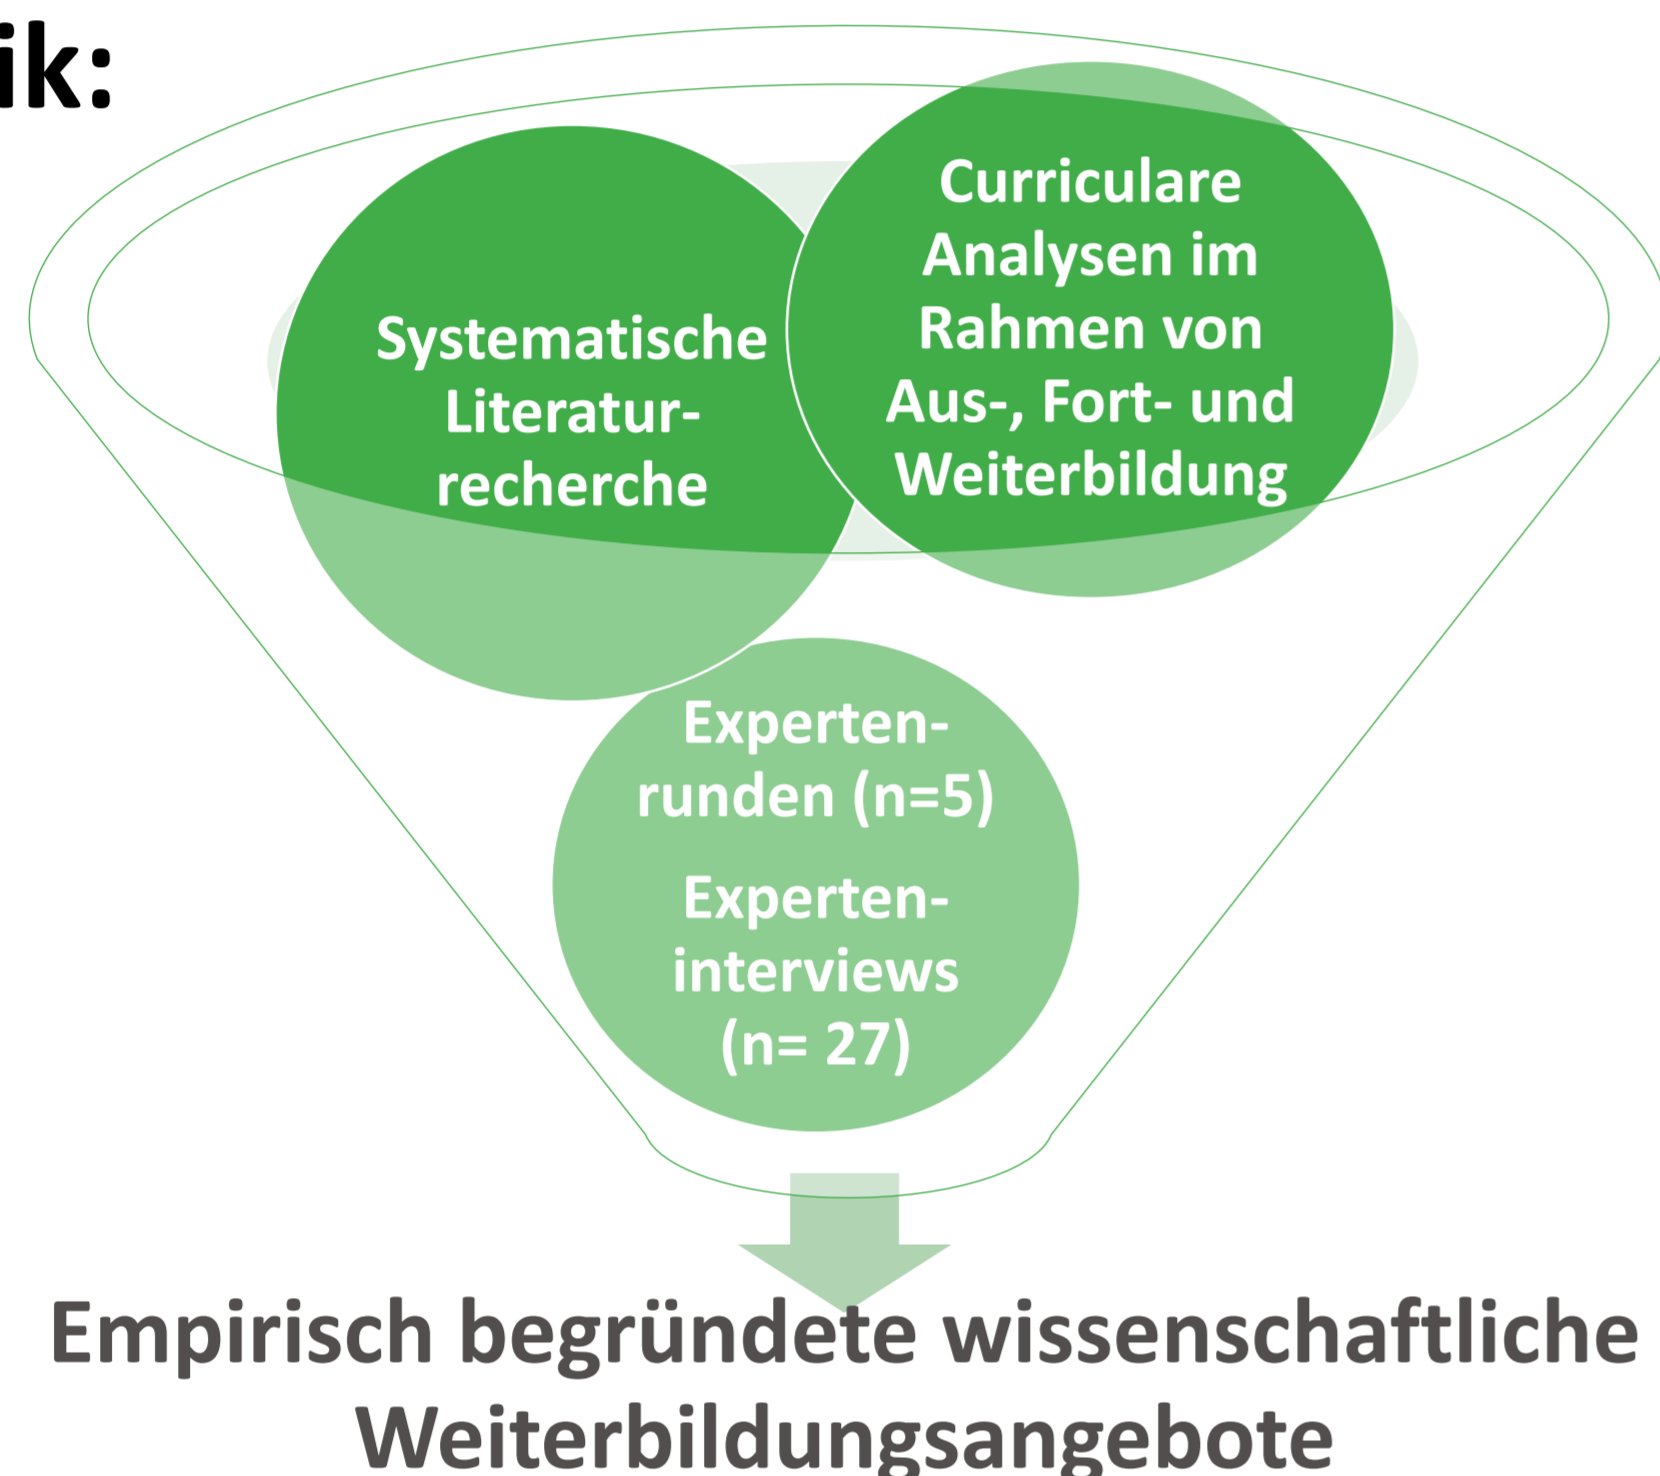 ik:
Systematische
Literatur-
recherche
Curriculare
Analysen im
Rahmen von
Aus-, Fort- und
Weiterbildung
Experten-
runden (n=5)
Experten-
interviews
(n= 27)
Empirisch begründete wissenschaftliche
Weiterbildungsangebote